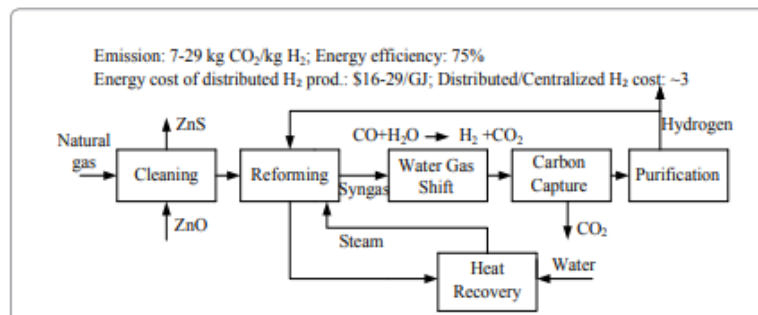 Emission: 7-29 kg CO₂/kg H₂; Energy efficiency: 75%
Energy cost of distributed H₂ prod.: $16-29/GJ; Distributed/Centralized H₂ cost: ~3
ZnS
CO+H₂O → H₂ +CO₂
Hydrogen
Natural
gas
Cleaning
Reforming
Syngas
Water Gas
Shift
Carbon
Capture
Purification
ZnO
Steam
CO₂
Heat
Recovery
Water